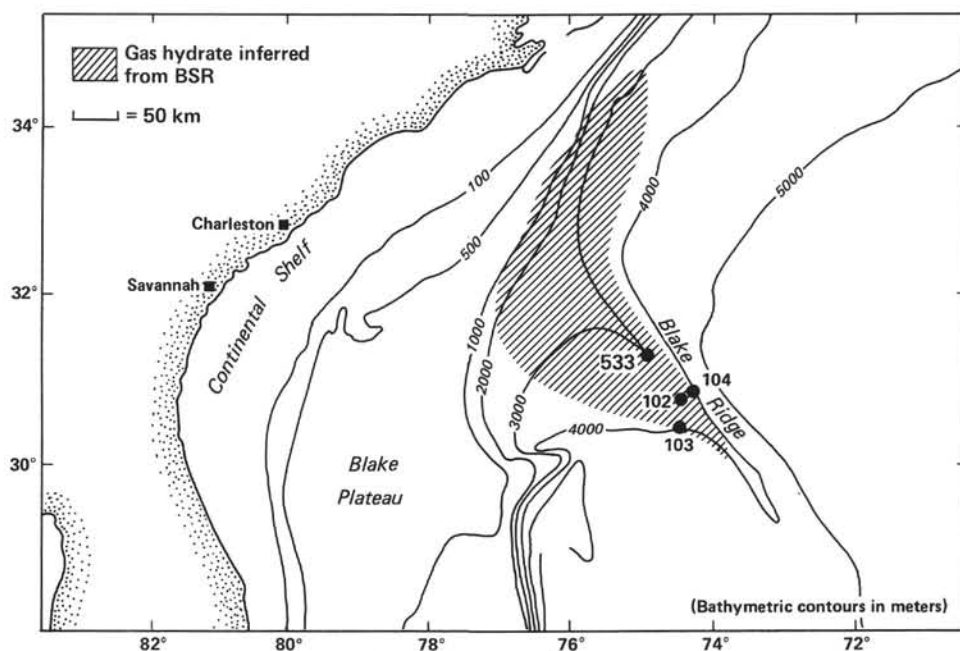 Gas hydrate inferred
from BSR
= 50 km
34°
32°
30°
Charleston
Savannah
Continental Shelf
100
500
1000
2000
3000
4000
4000
5000
Blake
Ridge
533
104
102
103
Blake
Plateau
(Bathymetric contours in meters)
82°
80°
78°
76°
74°
72°